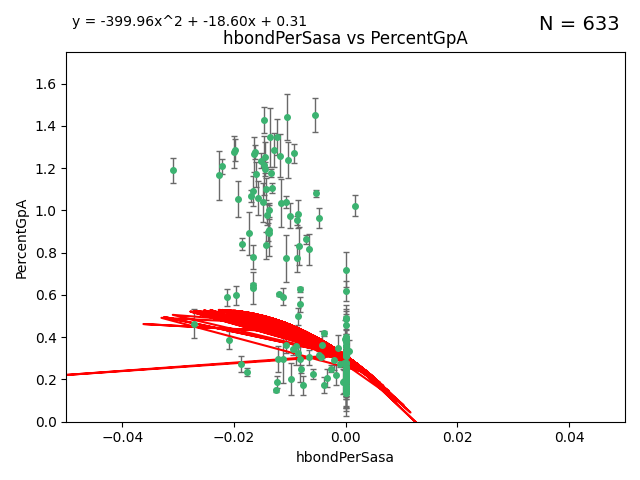 y = -399.96x^2 + -18.60x + 0.31
N = 633
hbondPerSasa vs PercentGpA
PercentGpA
1.6
1.4
1.2
1.0
0.8
0.6
0.4
0.2
0.0
−0.04 −0.02 0.00 0.02 0.04
hbondPerSasa